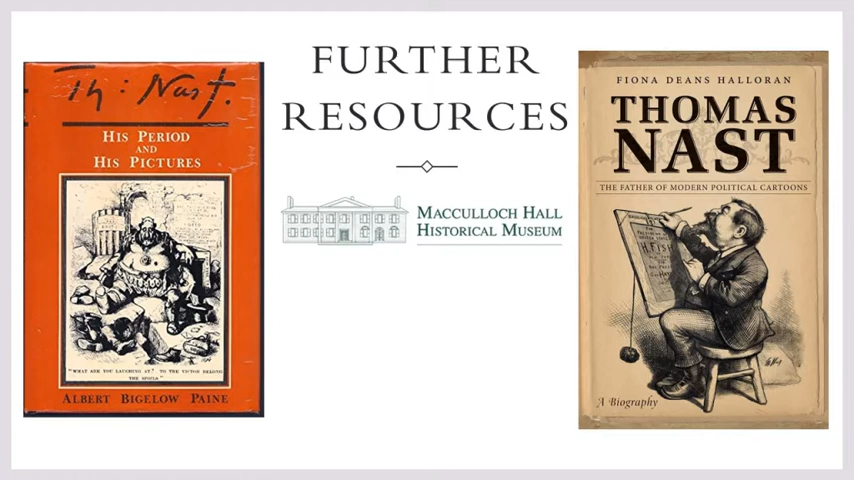 FURTHER
RESOURCES
MACCULLOCH HALL
HISTORICAL MUSEUM
Th: Nast.
HIS PERIOD
AND
HIS PICTURES
"WHAT ARE YOU LAUGHING AT? TO THE VICTOR BELONG
THE SPOILS."
ALBERT BIGELOW PAINE
FIONA DEANS HALLORAN
THOMAS
NAST
THE FATHER OF MODERN POLITICAL CARTOONS
H. FISH
A Biography